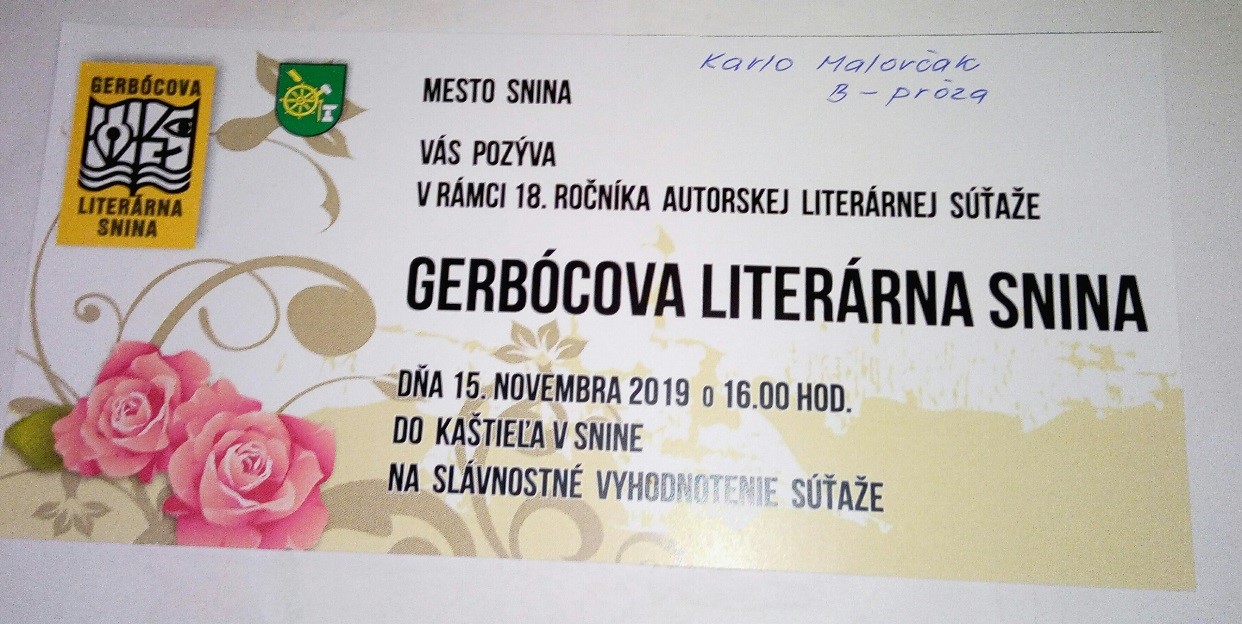 GERBÓCOVA
LITERÁRNA
SNINA
Karlo Malorčák
B - próza
MESTO SNINA
VÁS POZÝVA
V RÁMCI 18. ROČNÍKA AUTORSKEJ LITERÁRNEJ SÚŤAŽE
GERBÓCOVA LITERÁRNA SNINA
DŇA 15. NOVEMBRA 2019 o 16.00 HOD.
DO KAŠTIEĽA V SNINE
NA SLÁVNOSTNÉ VYHODNOTENIE SÚŤAŽE